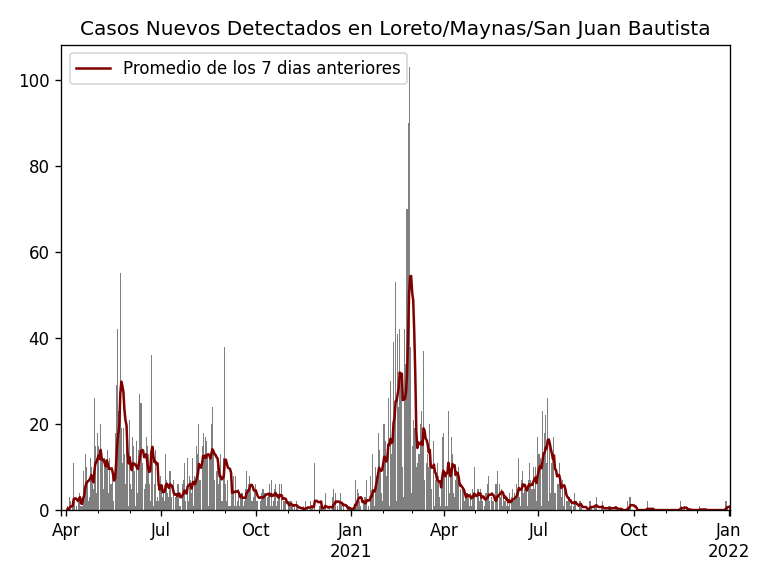 Casos Nuevos Detectados en Loreto/Maynas/San Juan Bautista
Promedio de los 7 dias anteriores
100
80
60
40
20
0
Apr Jul Oct Jan Apr Jul Oct Jan
2021 2022